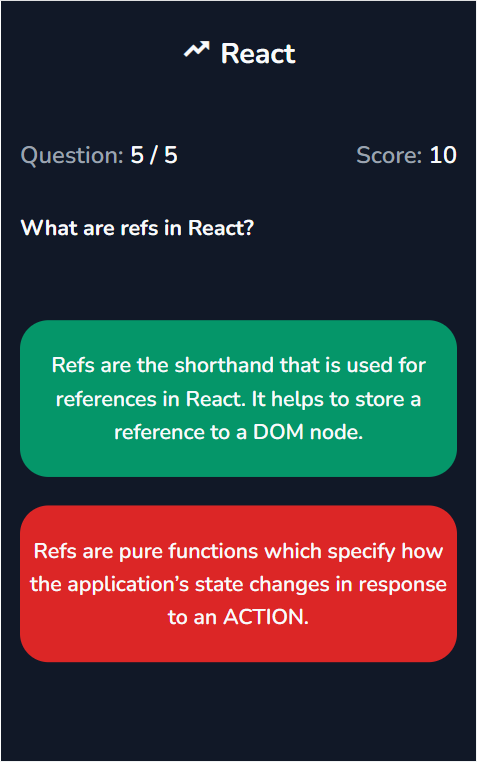 React
Question: 5 / 5
Score: 10
What are refs in React?
Refs are the shorthand that is used for
references in React. It helps to store a
reference to a DOM node.
Refs are pure functions which specify how
the application’s state changes in response
to an ACTION.